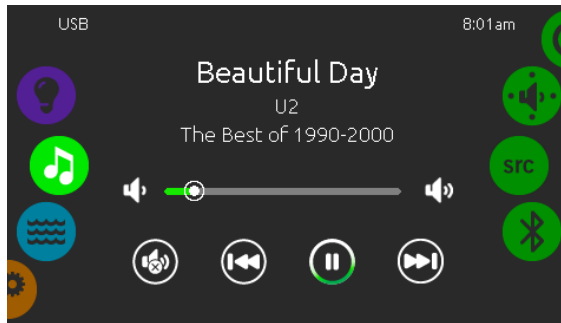 USB
8:01am
Beautiful Day
U2
The Best of 1990-2000
src